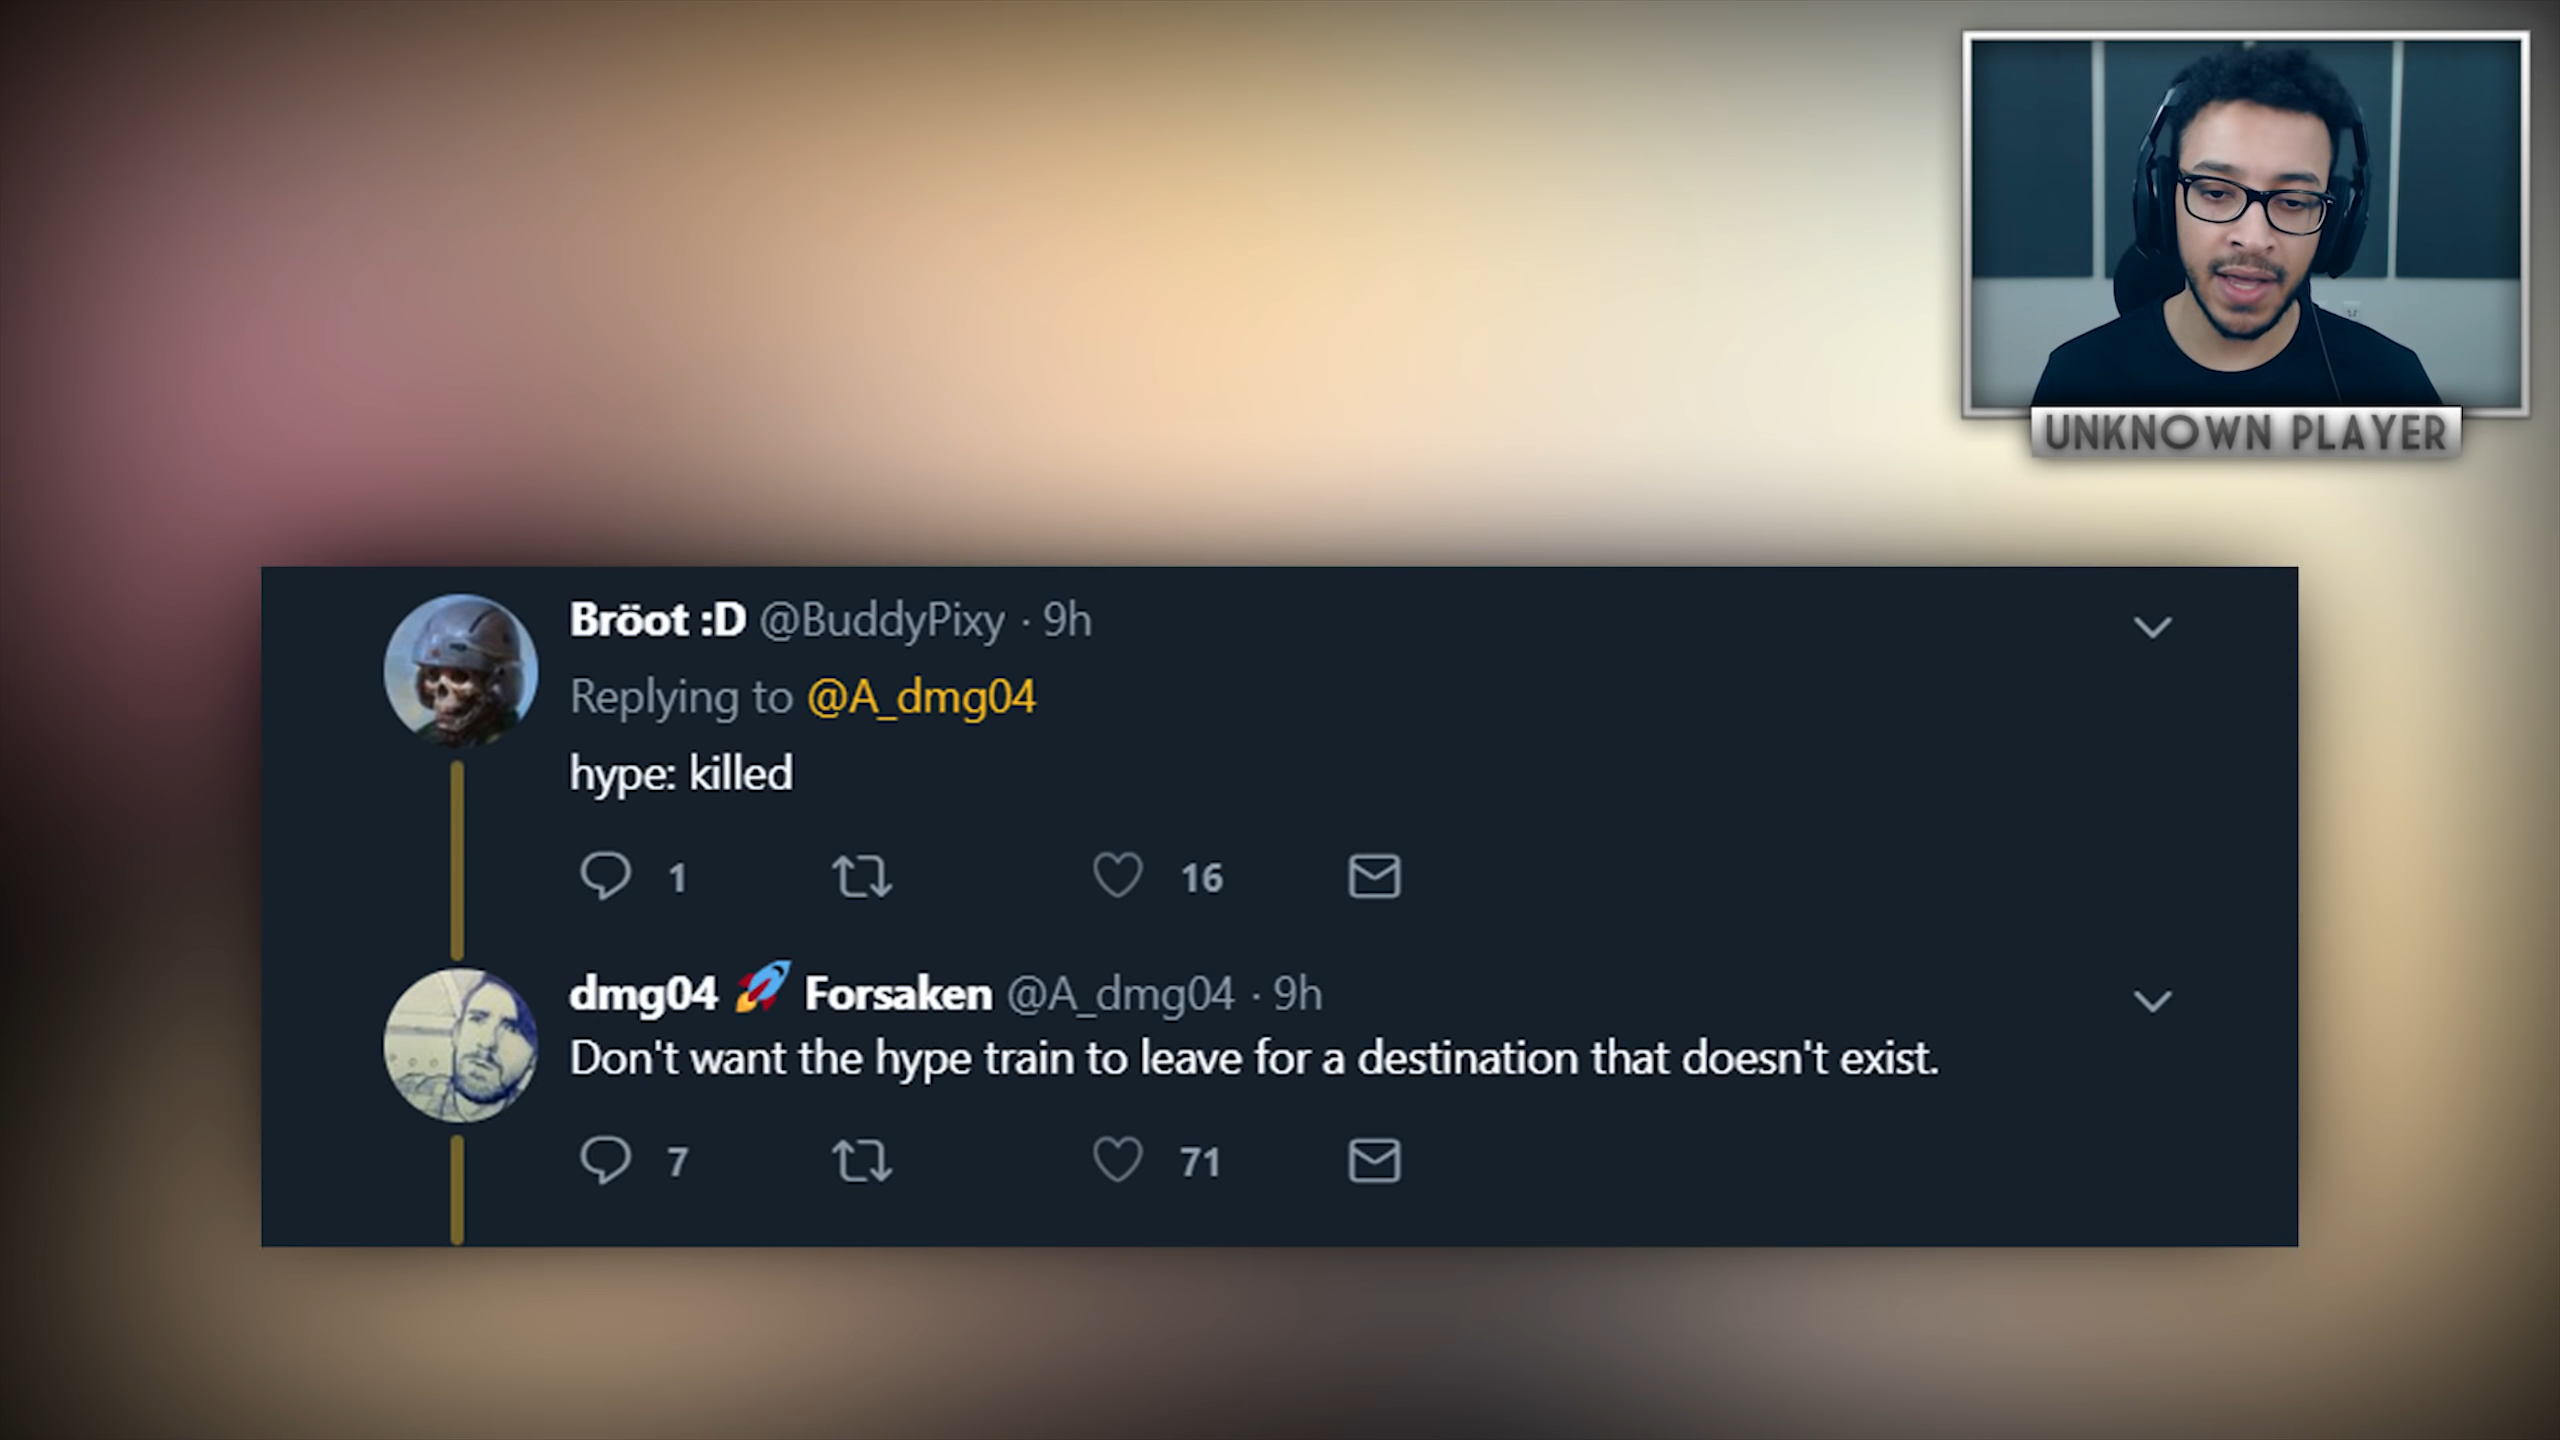 UNKNOWN PLAYER
Bröot :D @BuddyPixy · 9h
Replying to @A_dmg04
hype: killed
1 16
dmg04 🚀 Forsaken @A_dmg04 · 9h
Don't want the hype train to leave for a destination that doesn't exist.
7 71